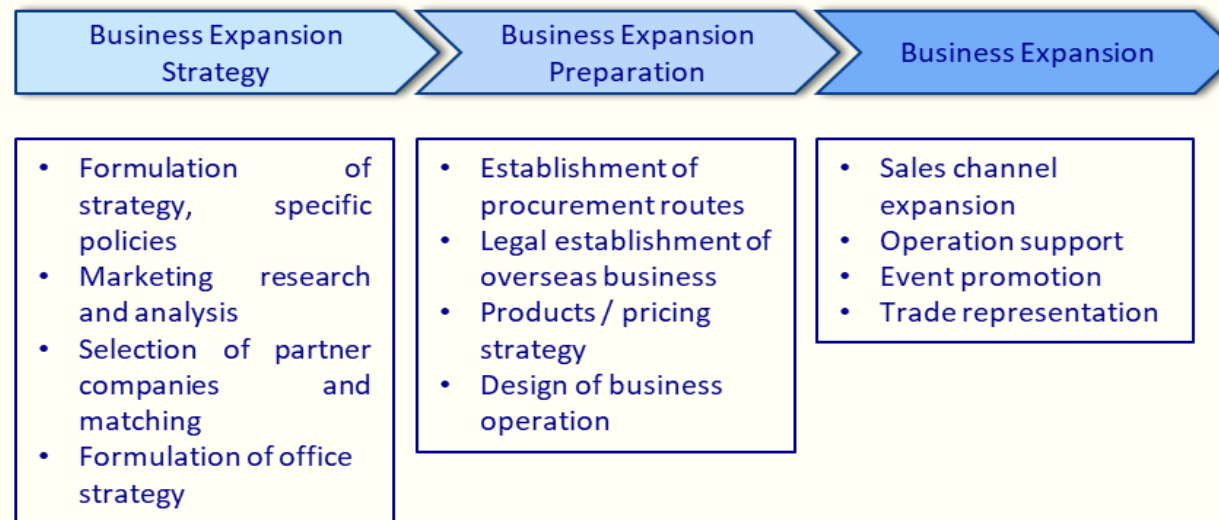 Business Expansion
Strategy
Business Expansion
Preparation
Business Expansion
• Formulation of
strategy, specific
policies
• Marketing research
and analysis
• Selection of partner
companies and
matching
• Formulation of office
strategy
• Establishment of
procurement routes
• Legal establishment of
overseas business
• Products / pricing
strategy
• Design of business
operation
• Sales channel
expansion
• Operation support
• Event promotion
• Trade representation